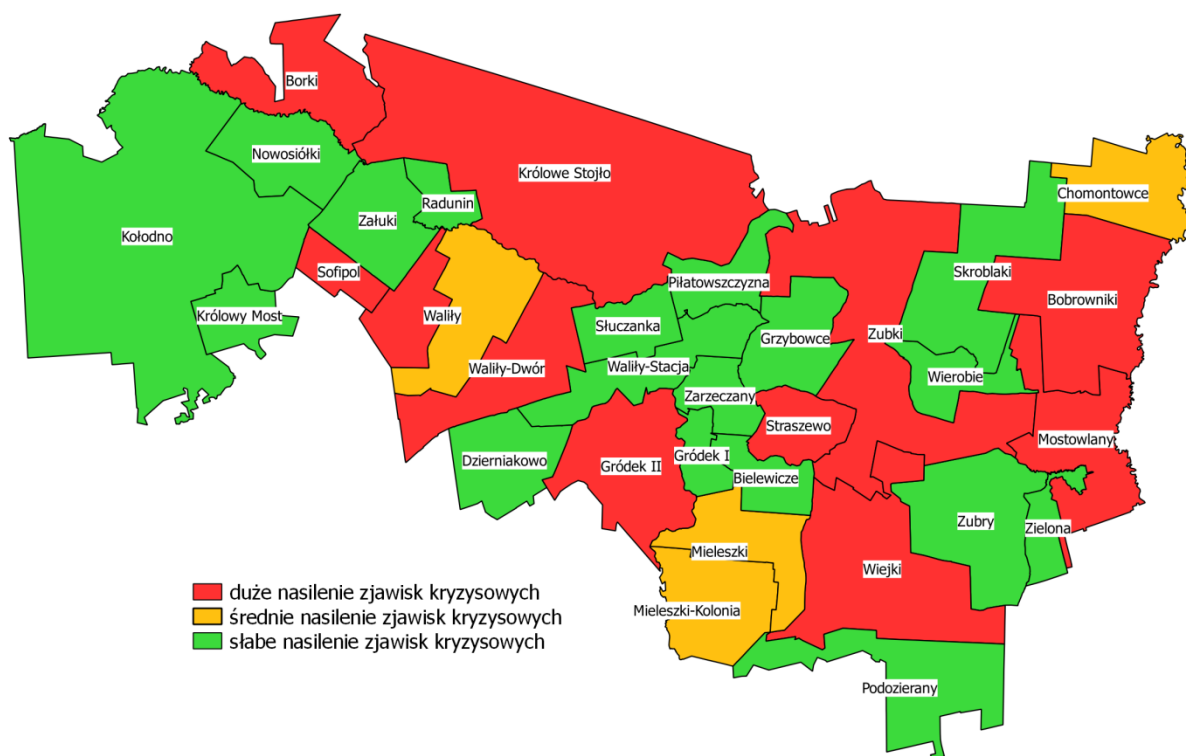 Borki
Nowosiółki
Królowe Stojło
Chomontowce
Radunin
Załuki
Kołodno
Skroblaki
Sofipol
Piłatowszczyzna
Bobrowniki
Królowy Most
Waliły
Słuczanka
Grzybowce
Zubki
Waliły-Dwór
Waliły-Stacja
Wierobie
Zarzeczany
Straszewo
Mostowlany
Dzierniakowo
Gródek II
Gródek I
Bielewicze
Zubry
Zielona
Mieleszki
Wiejki
Mieleszki-Kolonia
Podozierany
duże nasilenie zjawisk kryzysowych
średnie nasilenie zjawisk kryzysowych
słabe nasilenie zjawisk kryzysowych